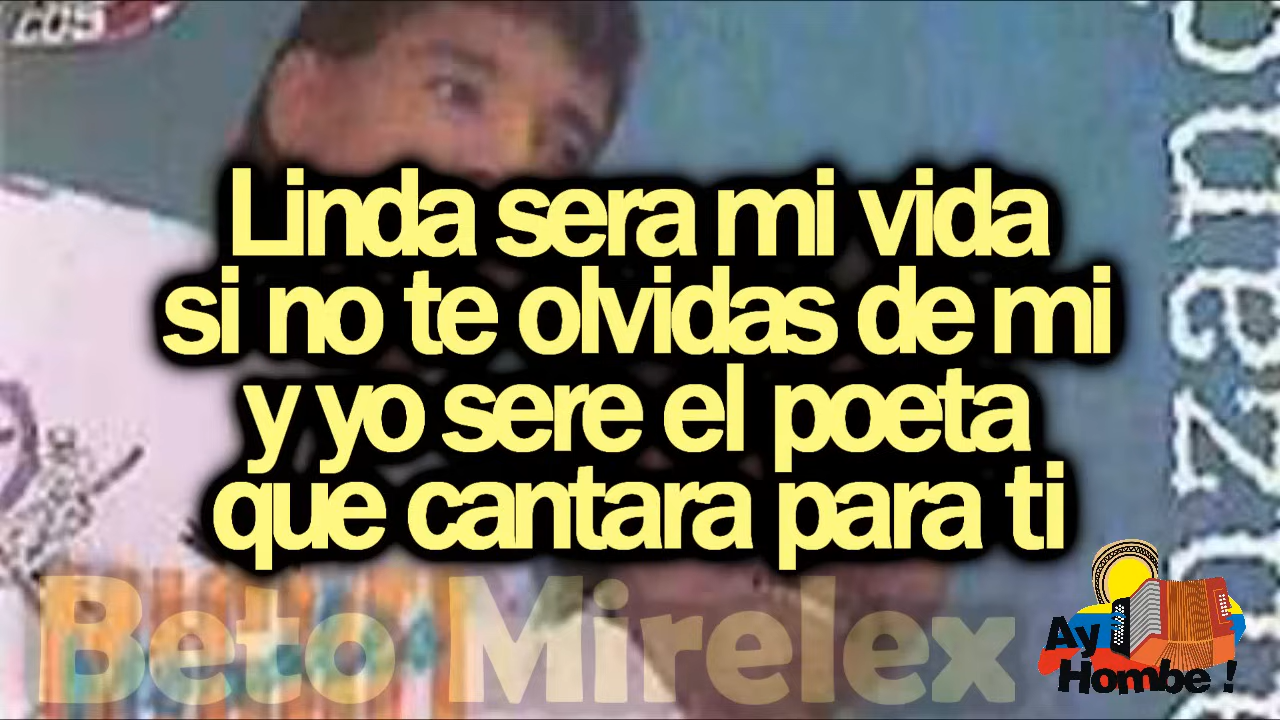 cos
Linda sera mi vida
si no te olvidas de mi
y yo sere el poeta
que cantara para ti
Beto Mirelex
Ay
Hombe !